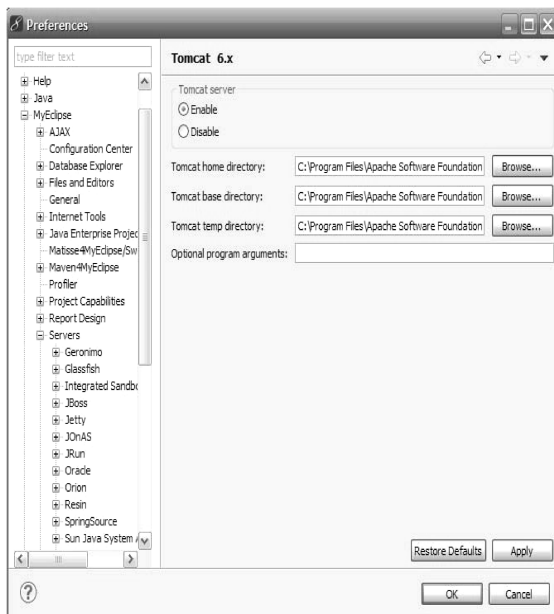 Preferences
type filter text
Tomcat 6.x
Help
Java
MyEclipse
AJAX
Configuration Center
Database Explorer
Files and Editors
General
Internet Tools
Java Enterprise Projec
Matisse4MyEclipse/Sw
Maven4MyEclipse
Profiler
Project Capabilities
Report Design
Servers
Geronimo
Glassfish
Integrated Sandbo
JBoss
Jetty
JOnAS
JRun
Oracle
Orion
Resin
SpringSource
Sun Java System
Tomcat server
Enable
Disable
Tomcat home directory: C:\Program Files\Apache Software Foundation Browse...
Tomcat base directory: C:\Program Files\Apache Software Foundation Browse...
Tomcat temp directory: C:\Program Files\Apache Software Foundation Browse...
Optional program arguments:
Restore Defaults Apply
OK Cancel